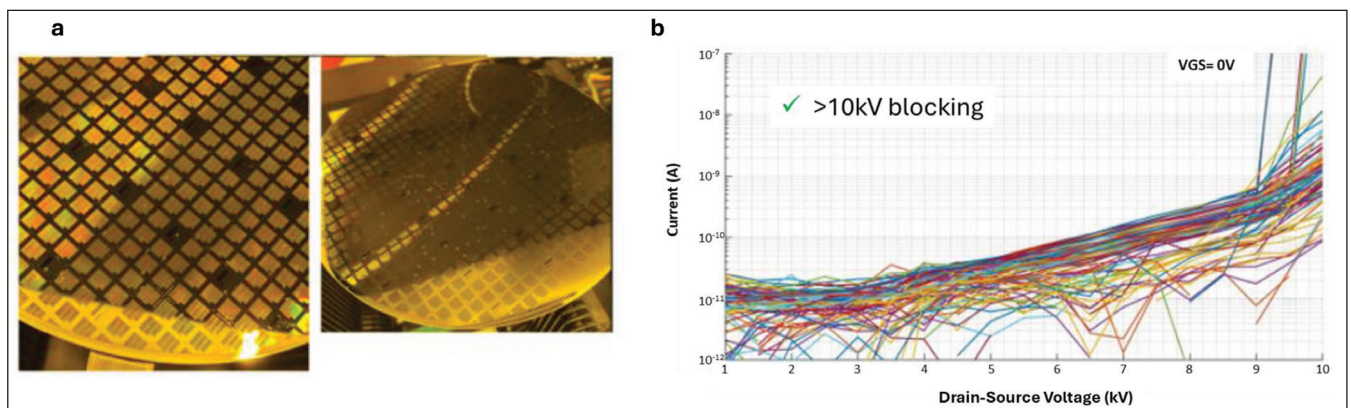 a
b
10-7
VGS= 0V
✓ >10kV blocking
10-8
10-9
Current (A)
10-10
10-11
10-12
1 2 3 4 5 6 7 8 9 10
Drain-Source Voltage (kV)